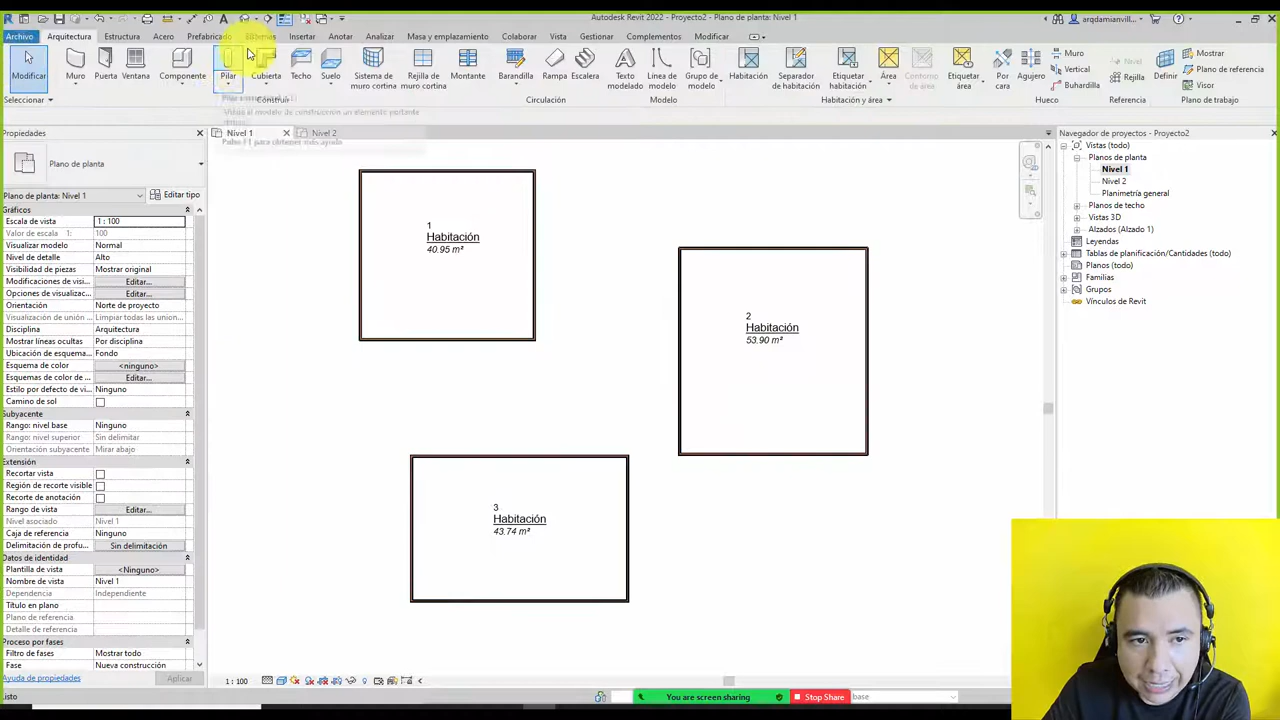 Autodesk Revit 2022 - Proyecto2 - Plano de planta: Nivel 1
arqdamianvill...
Archivo Arquitectura Estructura Acero Prefabricado Sistemas Insertar Anotar Analizar Masa y emplazamiento Colaborar Vista Gestionar Complementos Modificar
Modificar Muro Puerta Ventana Componente Pilar Cubierta Techo Suelo Sistema de muro cortina Rejilla de muro cortina Montante Barandilla Rampa Escalera Texto modelado Línea de modelo Grupo de modelo Habitación Separador de habitación Etiquetar habitación Área Contorno de área Etiquetar área Por cara Agujero Muro Vertical Buhardilla Nivel Rejilla Definir Mostrar Plano de referencia Visor
Seleccionar Construir Circulación Modelo Habitación y área Hueco Referencia Plano de trabajo
Pulse F1 para obtener más ayuda
Propiedades
Nivel 1
Nivel 2
Navegador de proyectos - Proyecto2
Plano de planta
Plano de planta: Nivel 1
Editar tipo
Gráficos
Escala de vista 1 : 100
Valor de escala 1: 100
Visualizar modelo Normal
Nivel de detalle Alto
Visibilidad de piezas Mostrar original
Modificaciones de visi... Editar...
Opciones de visualizac... Editar...
Orientación Norte de proyecto
Visualización de unión ... Limpiar todas las union...
Disciplina Arquitectura
Mostrar líneas ocultas Por disciplina
Ubicación de esquema... Fondo
Esquema de color <ninguno>
Esquemas de color de ... Editar...
Estilo por defecto de vi... Ninguno
Camino de sol
Subyacente
Rango: nivel base Ninguno
Rango: nivel superior Sin delimitar
Orientación subyacente Mirar abajo
Extensión
Recortar vista
Región de recorte visible
Recorte de anotación
Rango de vista Editar...
Nivel asociado Nivel 1
Caja de referencia Ninguno
Delimitación de profu... Sin delimitación
Datos de identidad
Plantilla de vista <Ninguno>
Nombre de vista Nivel 1
Dependencia Independiente
Título en plano
Plano de referencia
Detalle de referencia
Proceso por fases
Filtro de fases Mostrar todo
Fase Nueva construcción
Ayuda de propiedades
Aplicar
1
Habitación
40.95 m²
2
Habitación
53.90 m²
3
Habitación
43.74 m²
Vistas (todo)
Planos de planta
Nivel 1
Nivel 2
Planimetría general
Planos de techo
Vistas 3D
Alzados (Alzado 1)
Leyendas
Tablas de planificación/Cantidades (todo)
Planos (todo)
Familias
Grupos
Vínculos de Revit
1 : 100
Listo
You are screen sharing
Stop Share
base